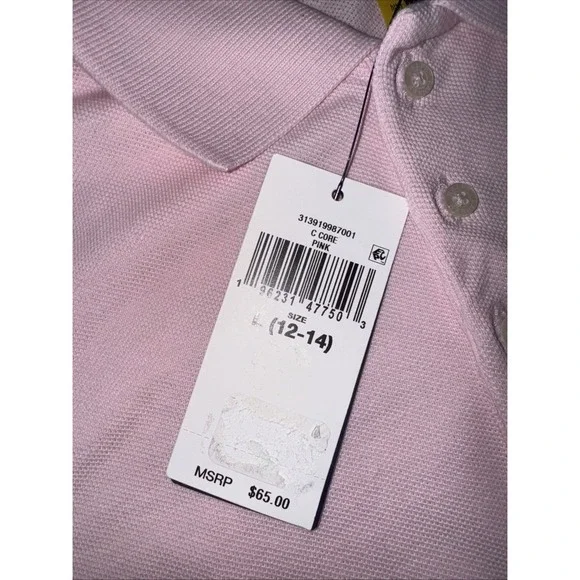 313919987001
C CORE
PINK
1 96231 47750 3
SIZE
L (12-14)
MSRP $65.00